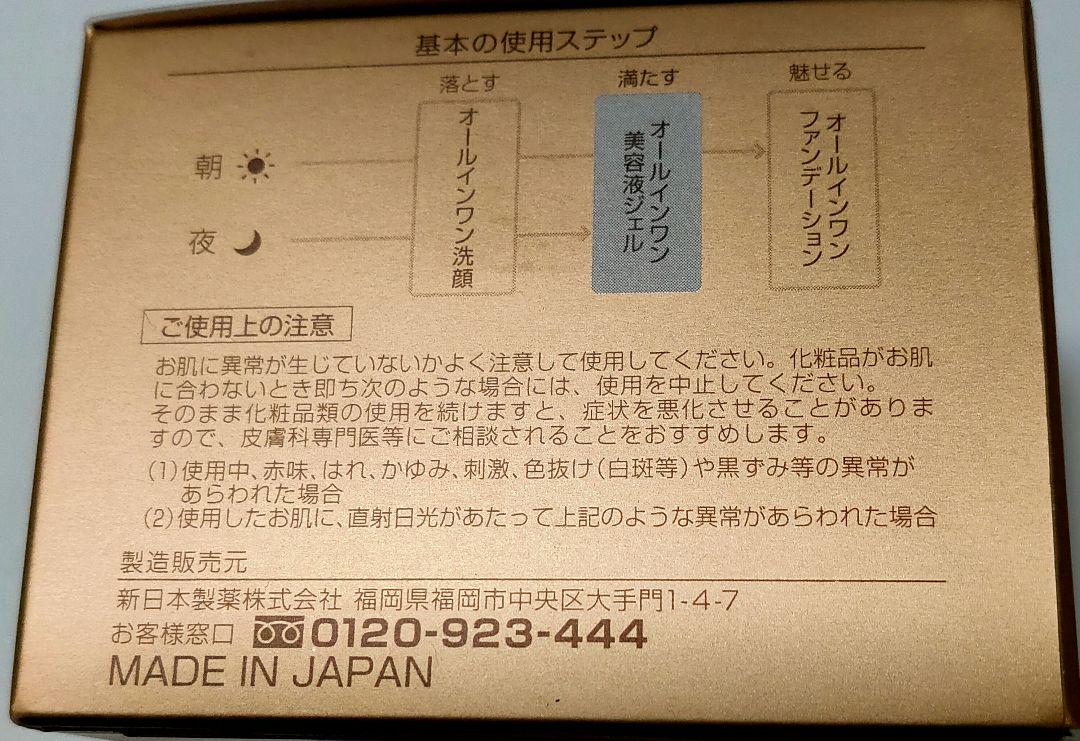 基本の使用ステップ
落とす
満たす
魅せる
朝
夜
オールインワン洗顔
オールインワン
美容液ジェル
オールインワン
ファンデーション
ご使用上の注意
お肌に異常が生じていないかよく注意して使用してください。化粧品がお肌
に合わないとき即ち次のような場合には、使用を中止してください。
そのまま化粧品類の使用を続けますと、症状を悪化させることがありま
すので、皮膚科専門医等にご相談されることをおすすめします。
(1)使用中、赤味、はれ、かゆみ、刺激、色抜け(白斑等)や黒ずみ等の異常が
あらわれた場合
(2)使用したお肌に、直射日光があたって上記のような異常があらわれた場合
製造販売元
新日本製薬株式会社 福岡県福岡市中央区大手門1-4-7
お客様窓口 0120-923-444
MADE IN JAPAN